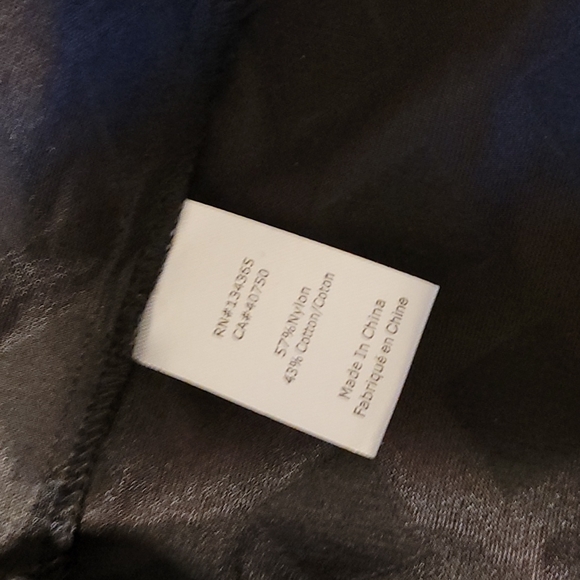 RN#134365
CA#40750
57%Nylon
43% Cotton/Coton
Made In China
Fabriqué en Chine